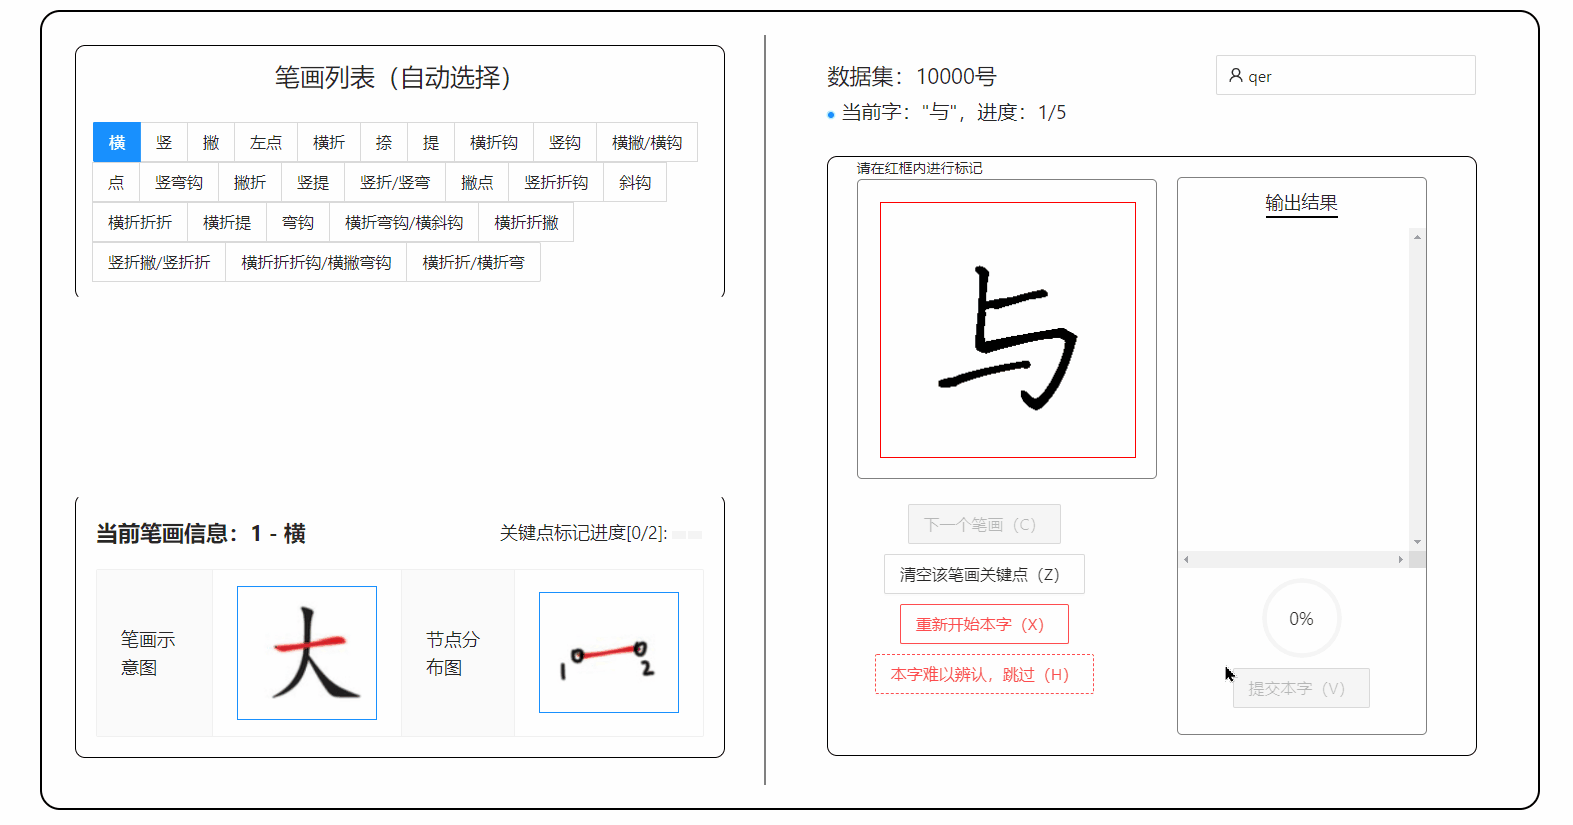 笔画列表（自动选择）
横 竖 撇 左点 横折 捺 提 横折钩 竖钩 横撇/横钩
点 竖弯钩 撇折 竖提 竖折/竖弯 撇点 竖折折钩 斜钩
横折折折 横折提 弯钩 横折弯钩/横斜钩 横折折撇
竖折撇/竖折折 横折折折钩/横撇弯钩 横折折/横折弯
当前笔画信息：1 - 横
关键点标记进度[0/2]:
笔画示
意图
大
节点分
布图
1 2
数据集：10000号
qer
当前字："与"，进度：1/5
请在红框内进行标记
与
下一个笔画（C）
清空该笔画关键点（Z）
重新开始本字（X）
本字难以辨认，跳过（H）
输出结果
0%
提交本字（V）